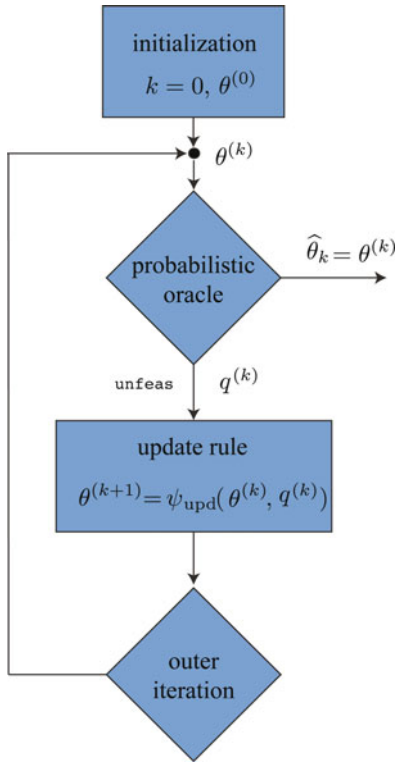 initialization
k = 0, θ^(0)
θ^(k)
probabilistic
oracle
θ̂_k = θ^(k)
unfeas q^(k)
update rule
θ^(k+1) = ψ_upd(θ^(k), q^(k))
outer
iteration